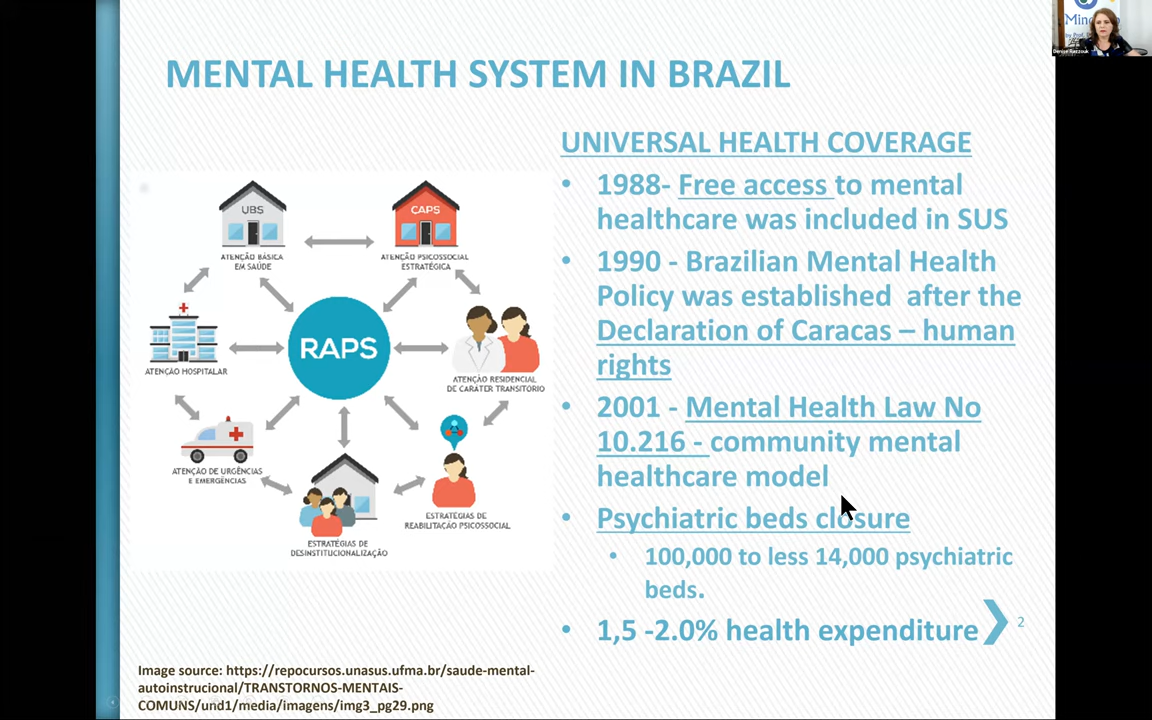 MENTAL HEALTH SYSTEM IN BRAZIL
UBS
ATENÇÃO BÁSICA
EM SAÚDE
CAPS
ATENÇÃO PSICOSSOCIAL
ESTRATÉGICA
ATENÇÃO HOSPITALAR
RAPS
ATENÇÃO RESIDENCIAL
DE CARÁTER TRANSITÓRIO
ATENÇÃO DE URGÊNCIAS
E EMERGÊNCIAS
ESTRATÉGIAS DE
REABILITAÇÃO PSICOSSOCIAL
ESTRATÉGIAS DE
DESINSTITUCIONALIZAÇÃO
UNIVERSAL HEALTH COVERAGE
• 1988- Free access to mental
healthcare was included in SUS
• 1990 - Brazilian Mental Health
Policy was established after the
Declaration of Caracas – human
rights
• 2001 - Mental Health Law No
10.216 - community mental
healthcare model
• Psychiatric beds closure
• 100,000 to less 14,000 psychiatric
beds.
• 1,5 -2.0% health expenditure
2
Image source: https://repocursos.unasus.ufma.br/saude-mental-
autoinstrucional/TRANSTORNOS-MENTAIS-
COMUNS/und1/media/imagens/img3_pg29.png
Denise Razzouk